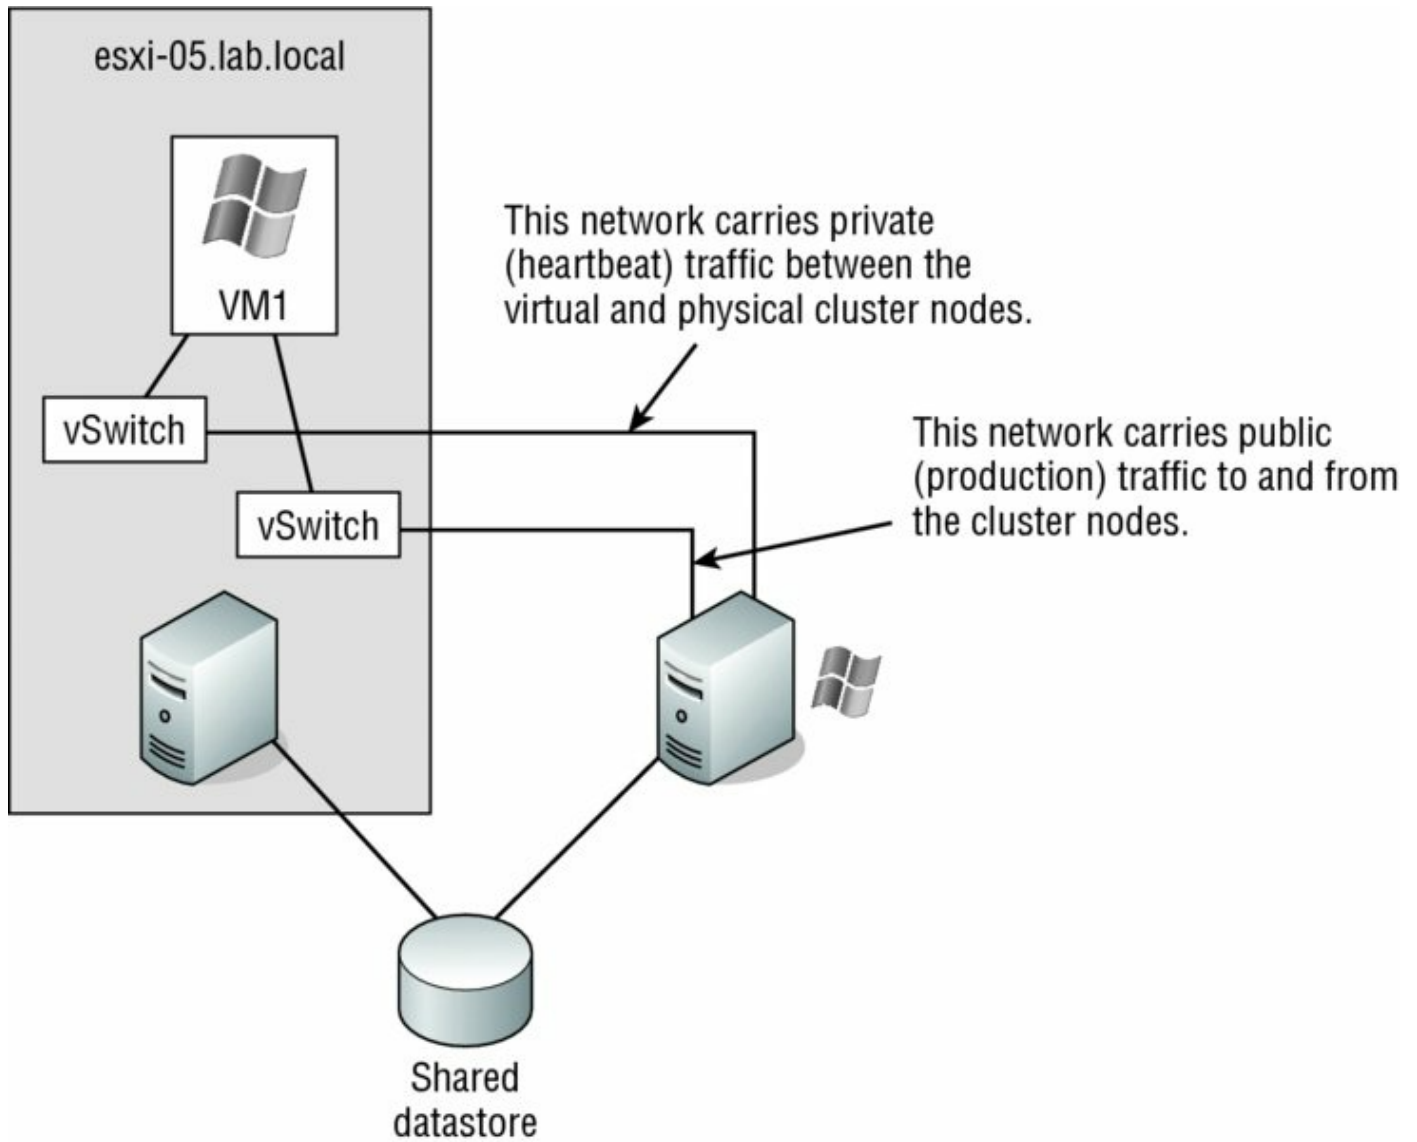 esxi-05.lab.local
VM1
This network carries private
(heartbeat) traffic between the
virtual and physical cluster nodes.
vSwitch
This network carries public
(production) traffic to and from
the cluster nodes.
vSwitch
Shared
datastore